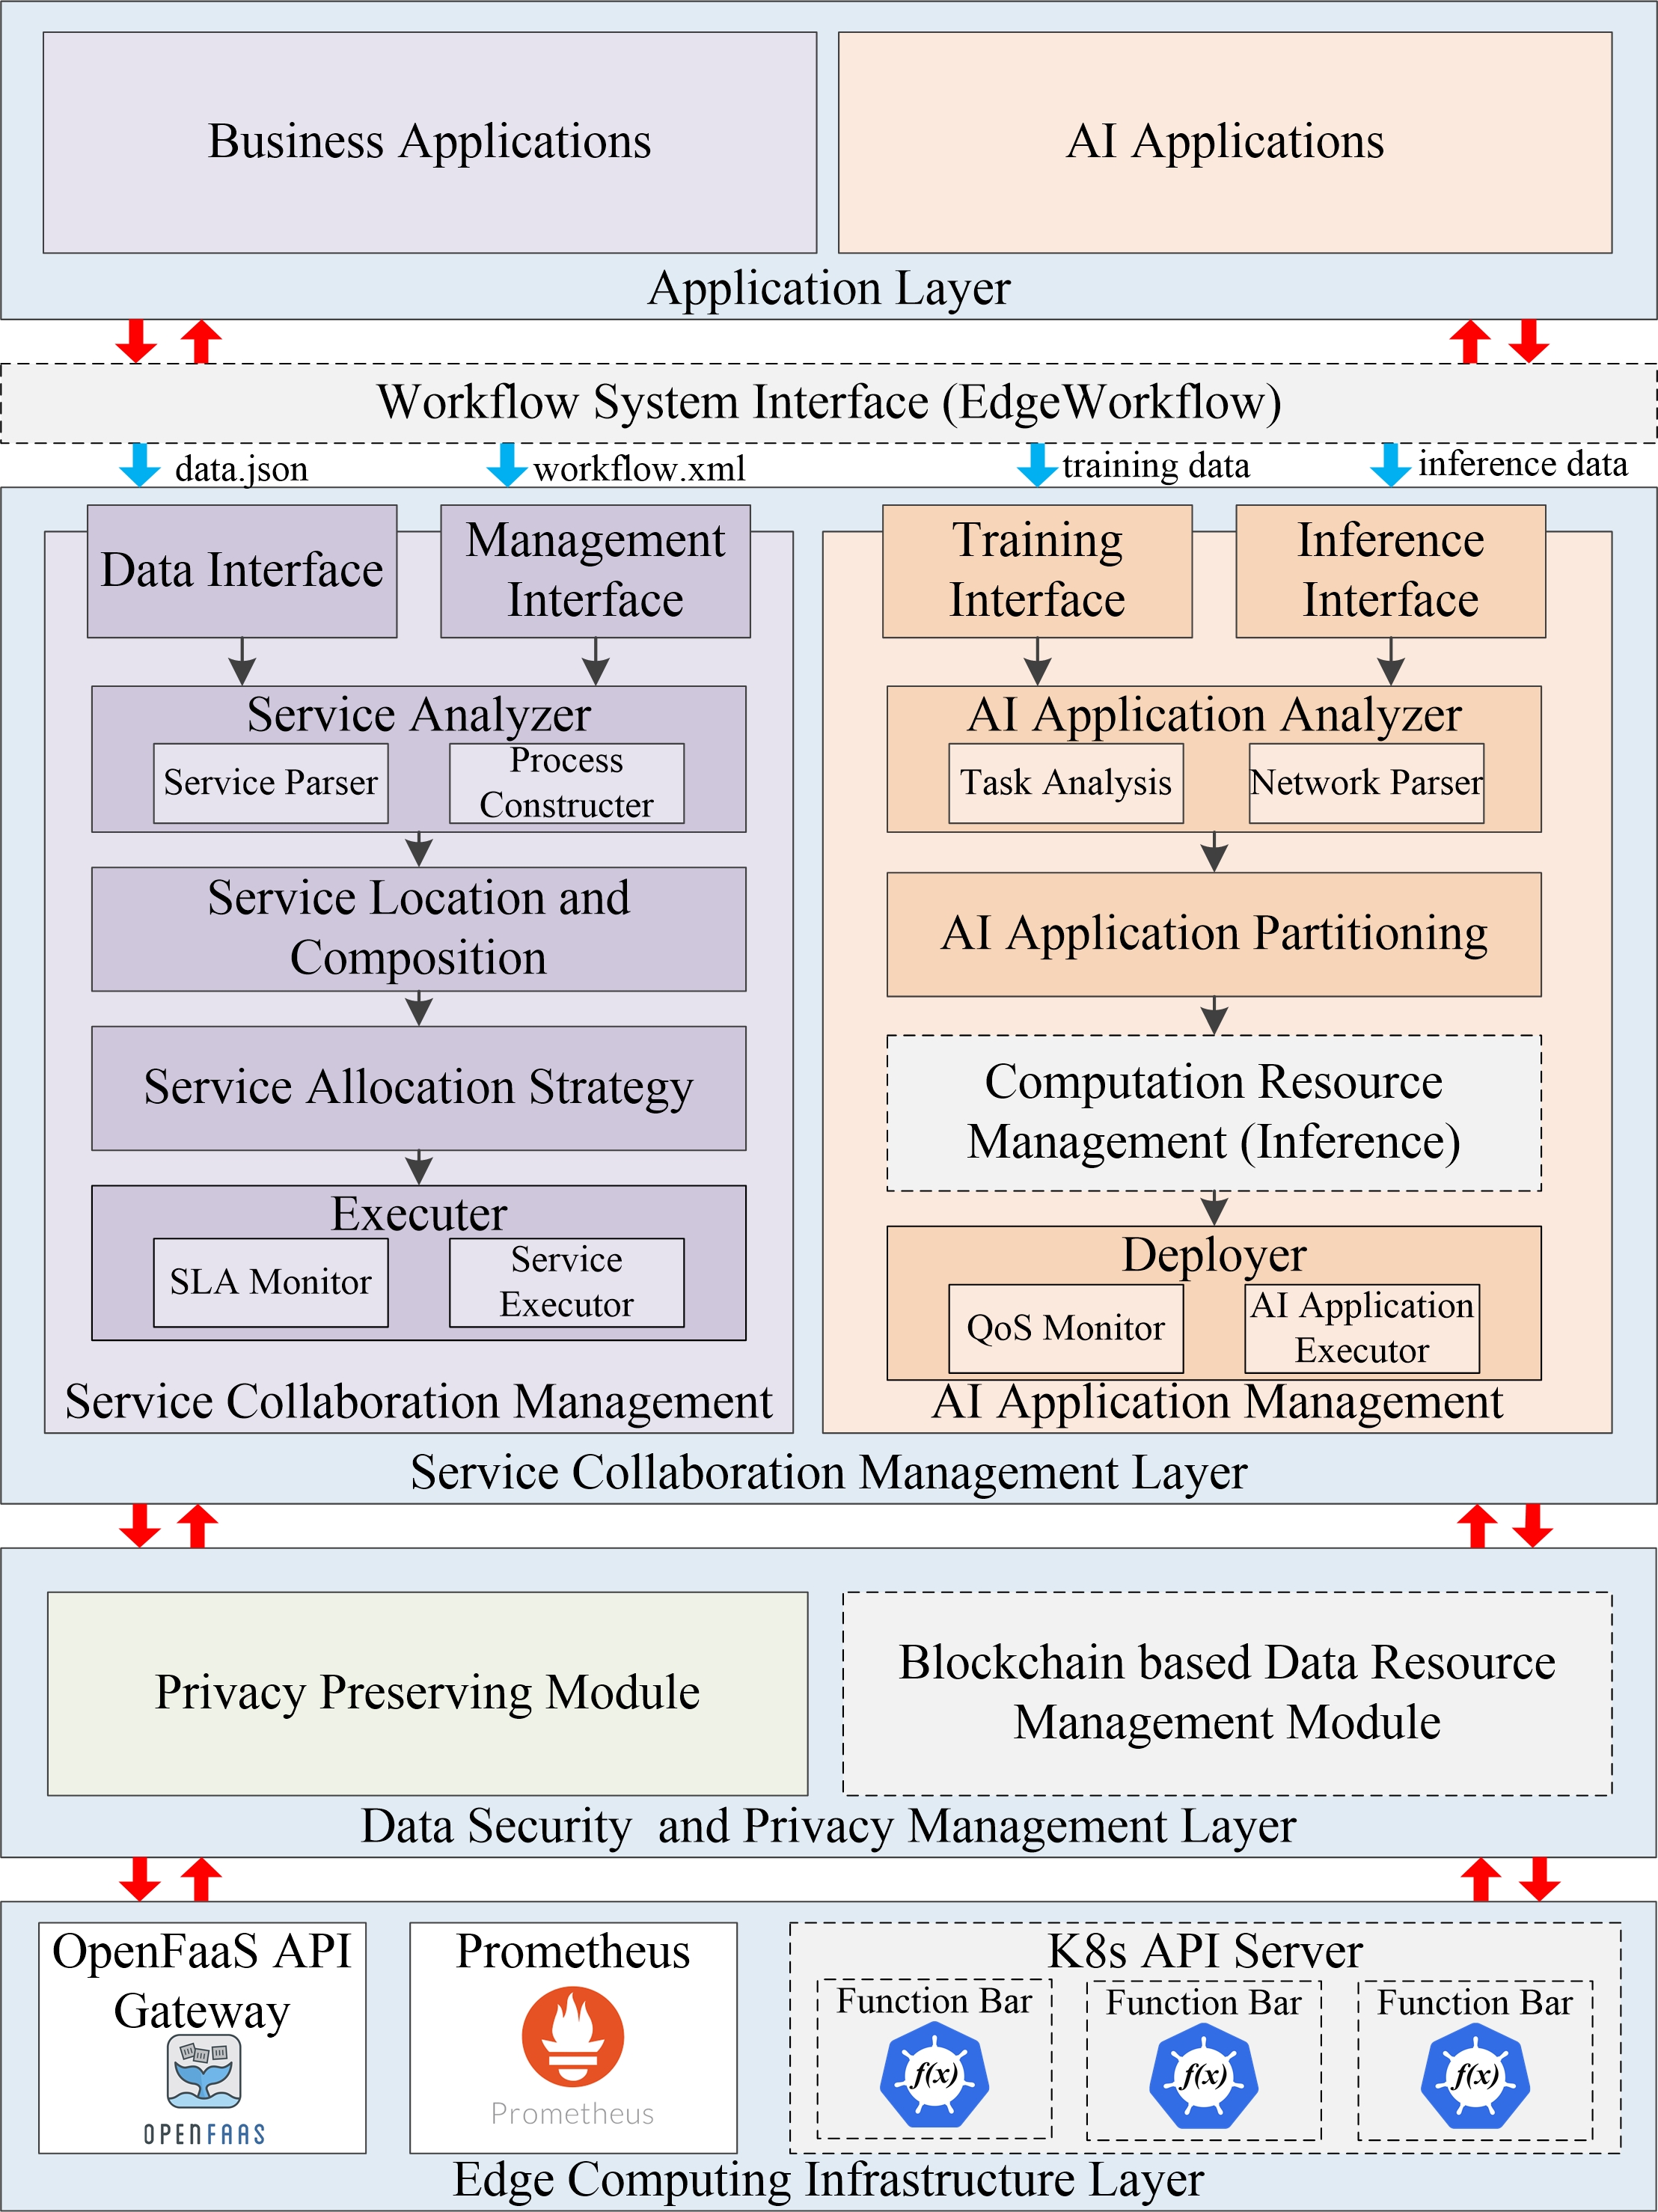 Business Applications
AI Applications
Application Layer
Workflow System Interface (EdgeWorkflow)
data.json
workflow.xml
training data
inference data
Data Interface
Management
Interface
Training
Interface
Inference
Interface
Service Analyzer
Service Parser
Process
Constructer
AI Application Analyzer
Task Analysis
Network Parser
Service Location and
Composition
AI Application Partitioning
Service Allocation Strategy
Computation Resource
Management (Inference)
Executer
SLA Monitor
Service
Executor
Deployer
QoS Monitor
AI Application
Executor
Service Collaboration Management
AI Application Management
Service Collaboration Management Layer
Privacy Preserving Module
Blockchain based Data Resource
Management Module
Data Security  and Privacy Management Layer
OpenFaaS API
Gateway
OPENFAAS
Prometheus
Prometheus
K8s API Server
Function Bar
f(x)
Function Bar
f(x)
Function Bar
f(x)
Edge Computing Infrastructure Layer